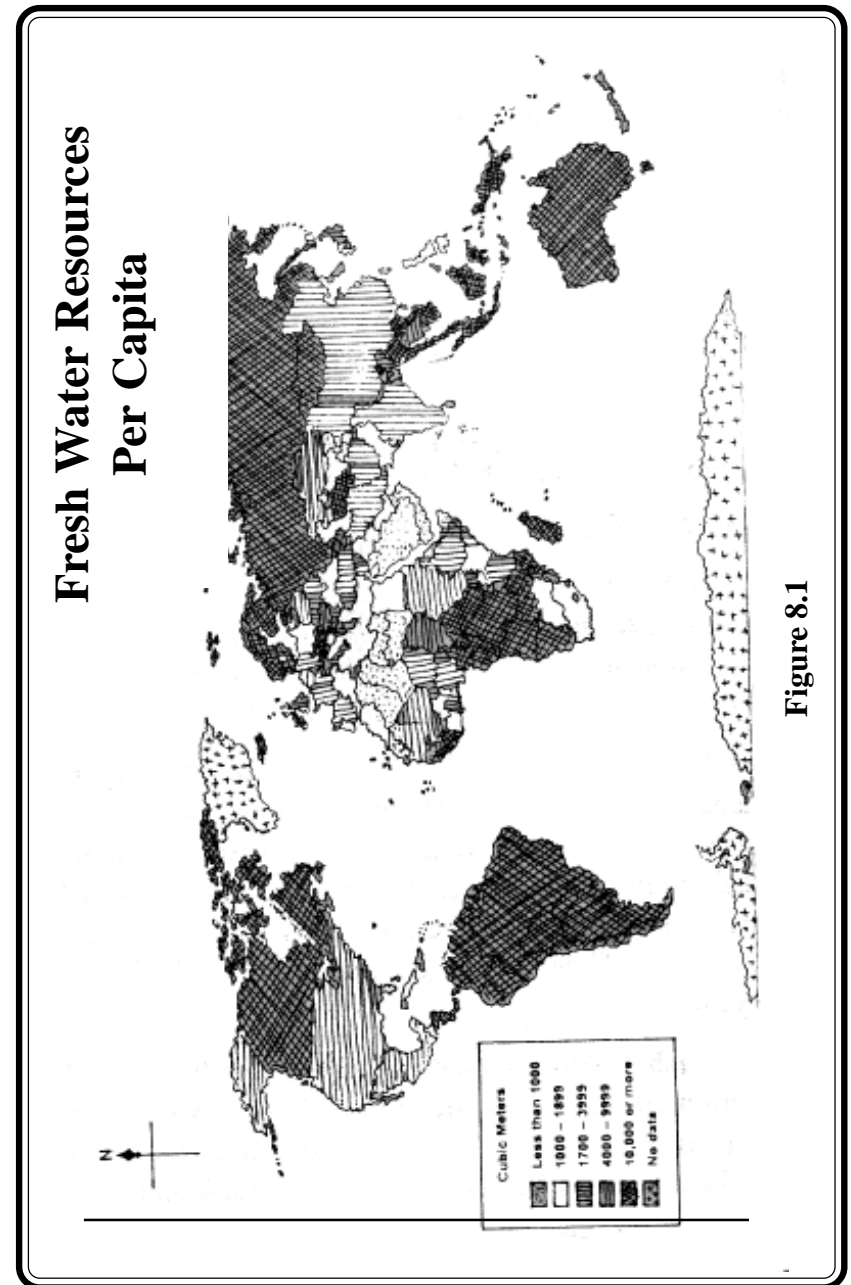 Fresh Water Resources
Per Capita
N
Cubic Meters
Less than 1000
1000 – 1899
1700 – 3999
4000 – 9999
10,000 or more
No data
Figure 8.1